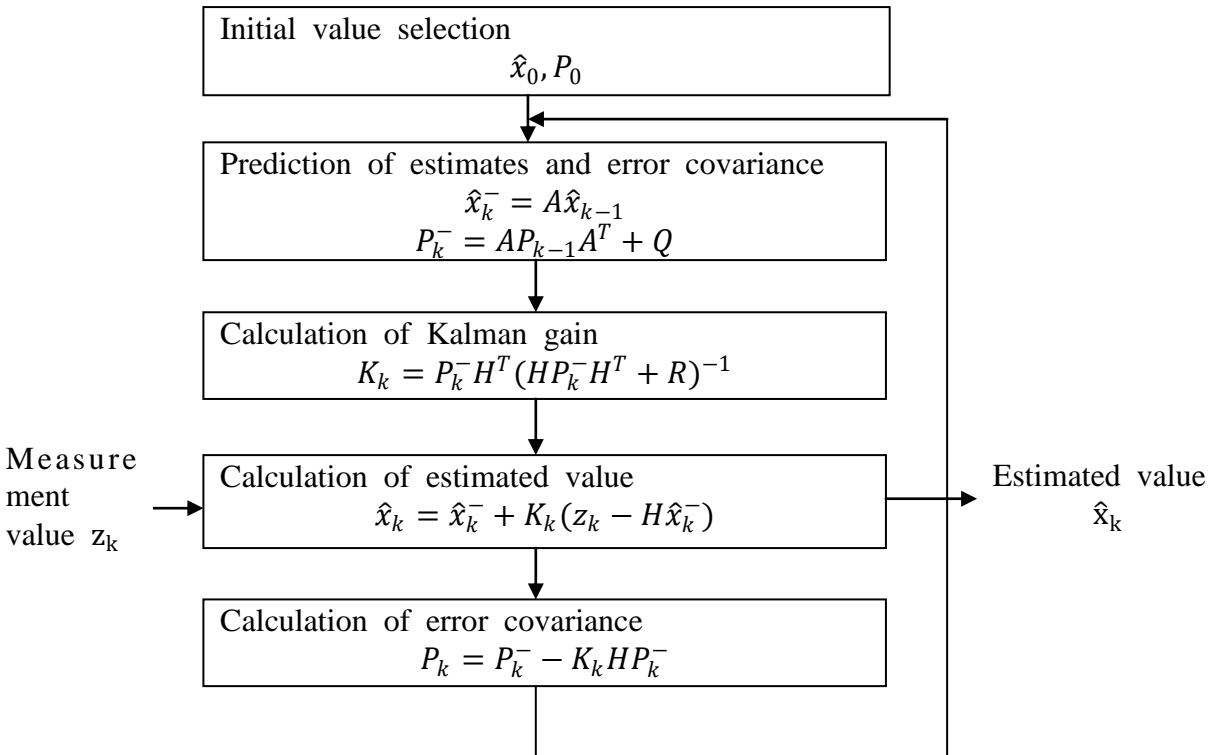 Initial value selection
x̂₀, P₀
Prediction of estimates and error covariance
x̂ₖ⁻ = Ax̂ₖ₋₁
Pₖ⁻ = APₖ₋₁Aᵀ + Q
Calculation of Kalman gain
Kₖ = Pₖ⁻Hᵀ(HPₖ⁻Hᵀ + R)⁻¹
Measure
ment
value zₖ
Calculation of estimated value
x̂ₖ = x̂ₖ⁻ + Kₖ(zₖ − Hx̂ₖ⁻)
Estimated value
x̂ₖ
Calculation of error covariance
Pₖ = Pₖ⁻ − KₖHPₖ⁻